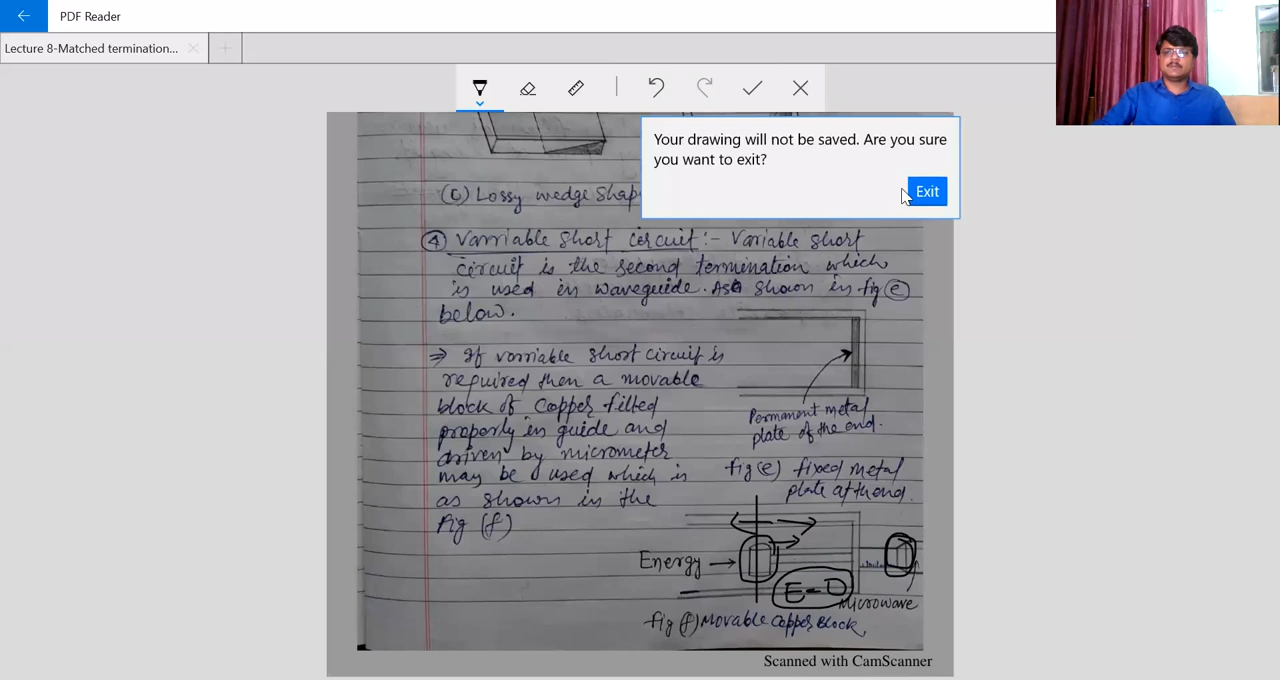 PDF Reader
Lecture 8-Matched termination...
Your drawing will not be saved. Are you sure
you want to exit?
Exit
(C) Lossy wedge Shap
④ Varriable Short circuit:- Variable short
circuit is the second termination which
is used in waveguide. As shown in fig (e)
below.
⇒ If varriable short circuit is
required then a movable
block of Copper fitted
properly in guide and
driven by micrometer
may be used which is
as shown in the
Fig (f)
Permanent metal
plate of the end.
fig (e) fixed metal
plate at the end.
Energy →
E=0
Microwave
fig (f) Movable Copper Block,
Scanned with CamScanner